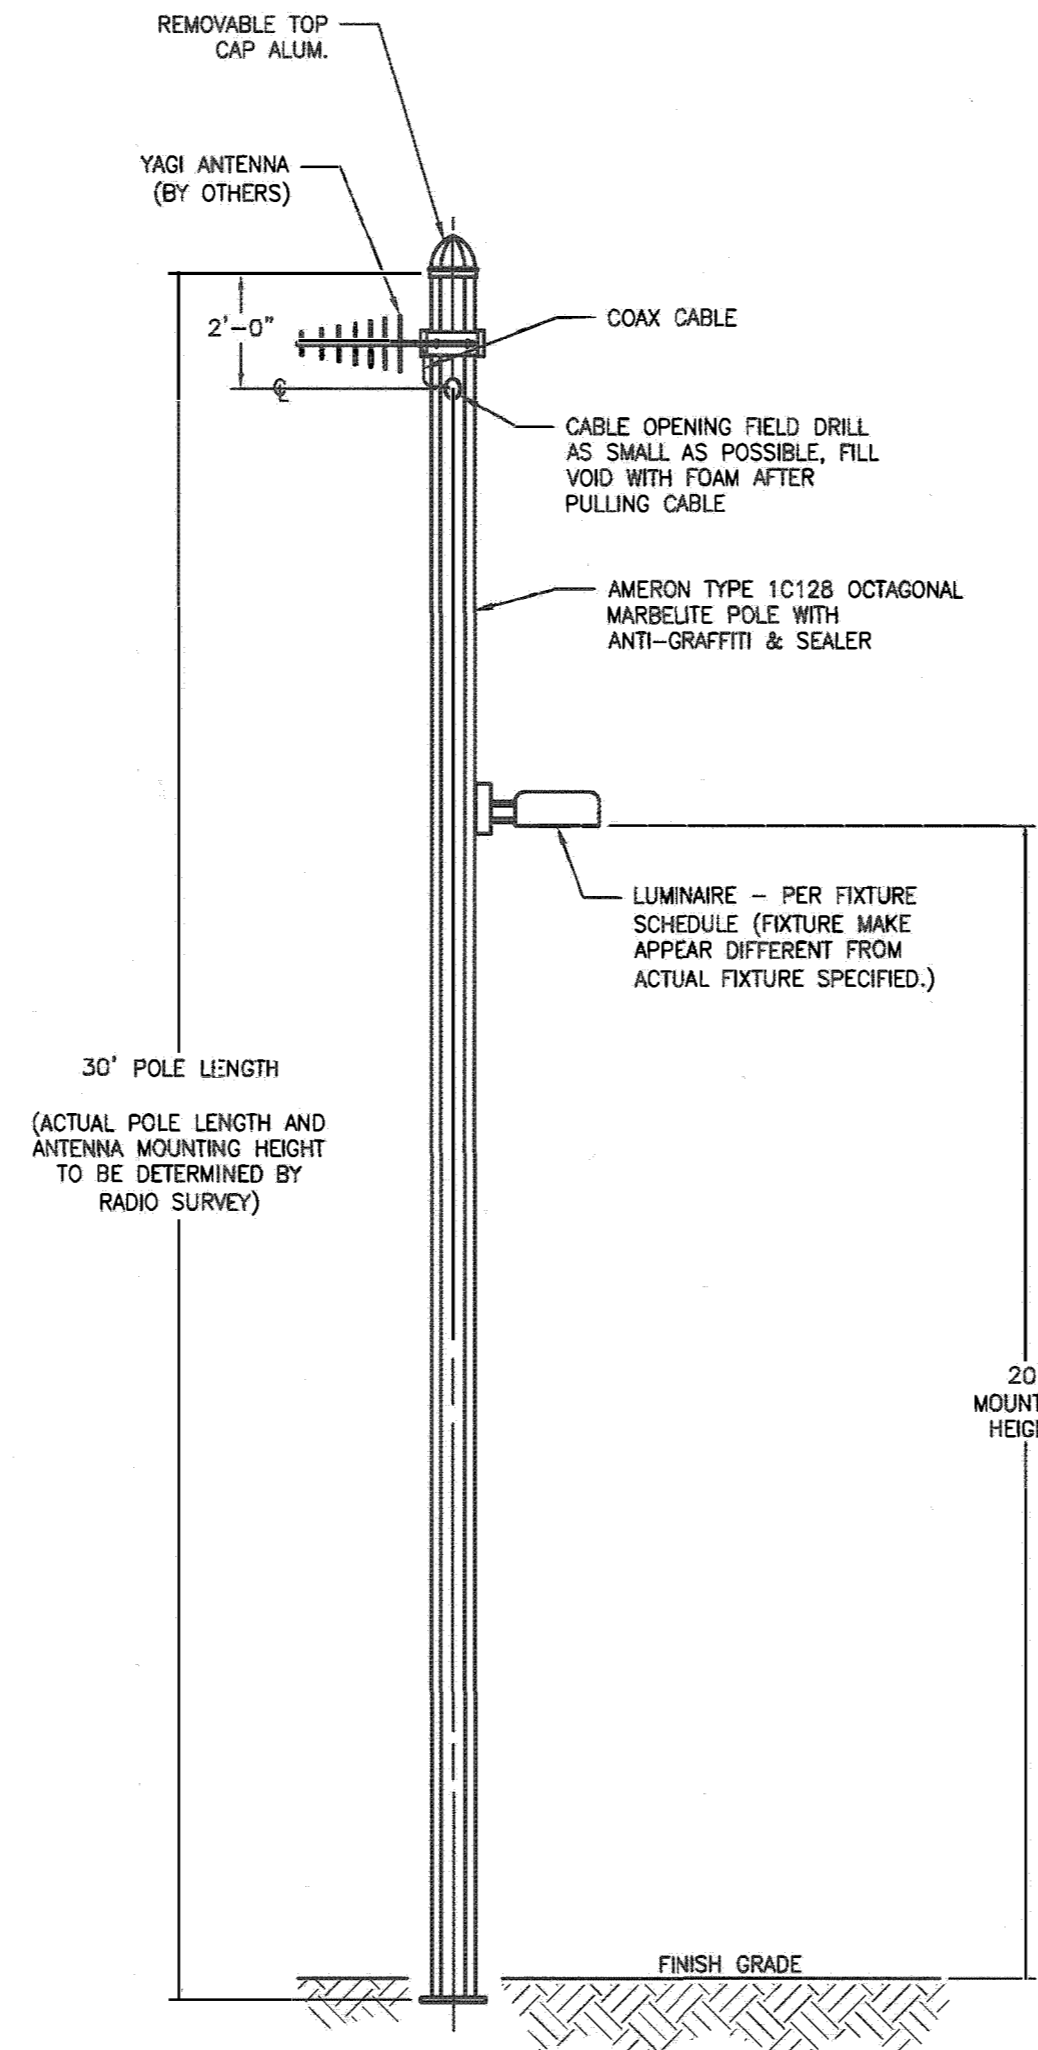 REMOVABLE TOP
CAP ALUM.
YAGI ANTENNA
(BY OTHERS)
2'-0"
COAX CABLE
CABLE OPENING FIELD DRILL
AS SMALL AS POSSIBLE, FILL
VOID WITH FOAM AFTER
PULLING CABLE
AMERON TYPE 1C128 OCTAGONAL
MARBELITE POLE WITH
ANTI-GRAFFITI & SEALER
LUMINAIRE - PER FIXTURE
SCHEDULE (FIXTURE MAKE
APPEAR DIFFERENT FROM
ACTUAL FIXTURE SPECIFIED.)
30' POLE LENGTH
(ACTUAL POLE LENGTH AND
ANTENNA MOUNTING HEIGHT
TO BE DETERMINED BY
RADIO SURVEY)
20
FINISH GRADE